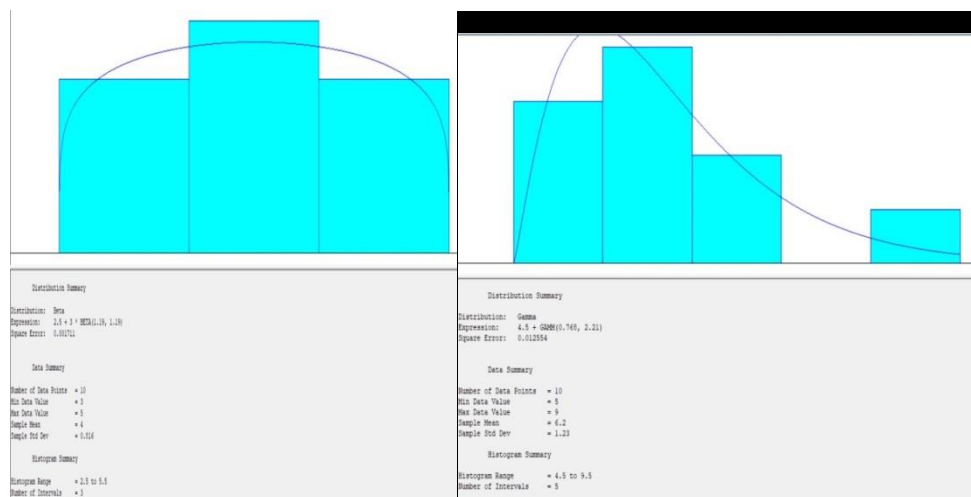 Distribution Summary
Distribution: Beta
Expression: 2.5 + 3 * BETA(1.19, 1.19)
Square Error: 0.001711
Data Summary
Number of Data Points = 10
Min Data Value = 3
Max Data Value = 5
Sample Mean = 4
Sample Std Dev = 0.816
Histogram Summary
Histogram Range = 2.5 to 5.5
Number of Intervals = 3
Distribution Summary
Distribution: Gamma
Expression: 4.5 + GAMM(0.768, 2.21)
Square Error: 0.012554
Data Summary
Number of Data Points = 10
Min Data Value = 5
Max Data Value = 9
Sample Mean = 6.2
Sample Std Dev = 1.23
Histogram Summary
Histogram Range = 4.5 to 9.5
Number of Intervals = 5